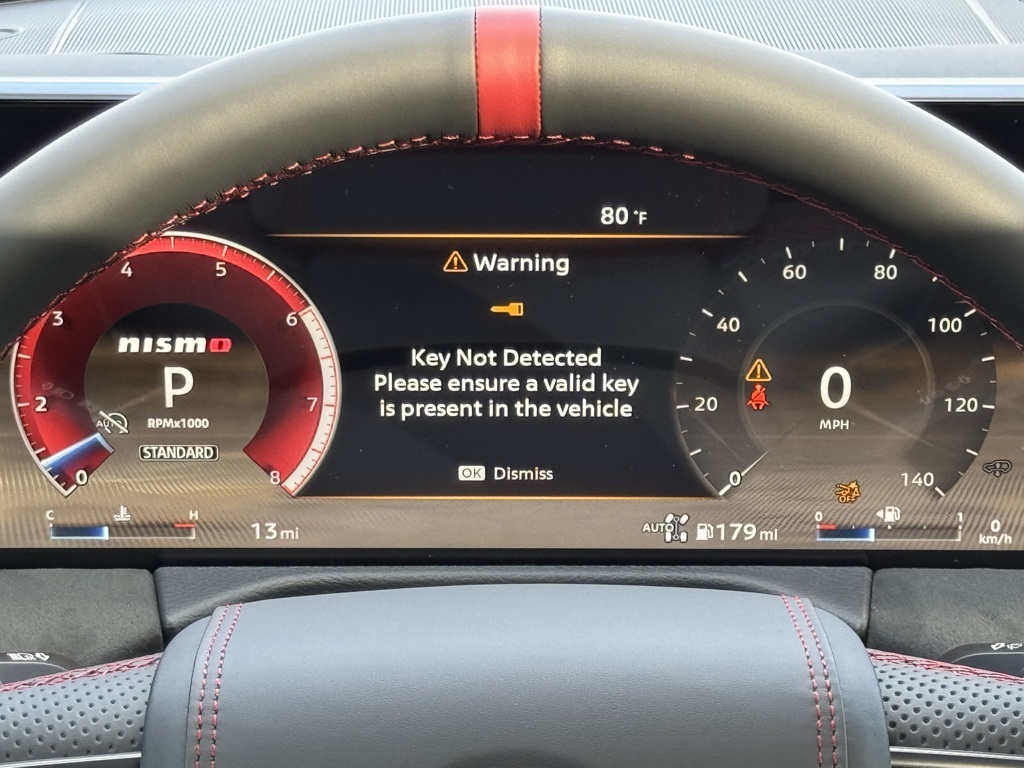 80 °F
Warning
Key Not Detected
Please ensure a valid key
is present in the vehicle
OK Dismiss
4 5
3 6
2 7
0 8
nismo
P
AUTO
RPMx1000
STANDARD
60 80
40 100
20 120
0 140
0
MPH
OFF
C H
13 mi
AUTO
179 mi
0 1
0
km/h